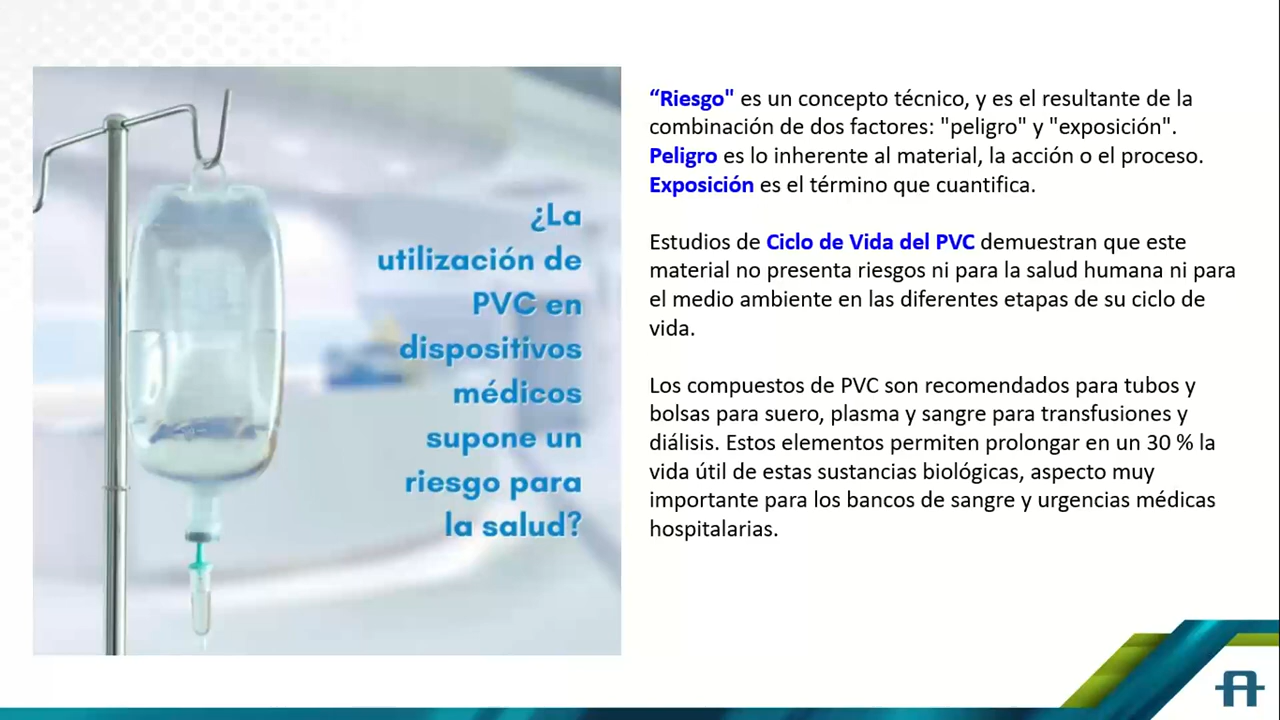 ¿La
utilización de
PVC en
dispositivos
médicos
supone un
riesgo para
la salud?
“Riesgo" es un concepto técnico, y es el resultante de la
combinación de dos factores: "peligro" y "exposición".
Peligro es lo inherente al material, la acción o el proceso.
Exposición es el término que cuantifica.
Estudios de Ciclo de Vida del PVC demuestran que este
material no presenta riesgos ni para la salud humana ni para
el medio ambiente en las diferentes etapas de su ciclo de
vida.
Los compuestos de PVC son recomendados para tubos y
bolsas para suero, plasma y sangre para transfusiones y
diálisis. Estos elementos permiten prolongar en un 30 % la
vida útil de estas sustancias biológicas, aspecto muy
importante para los bancos de sangre y urgencias médicas
hospitalarias.